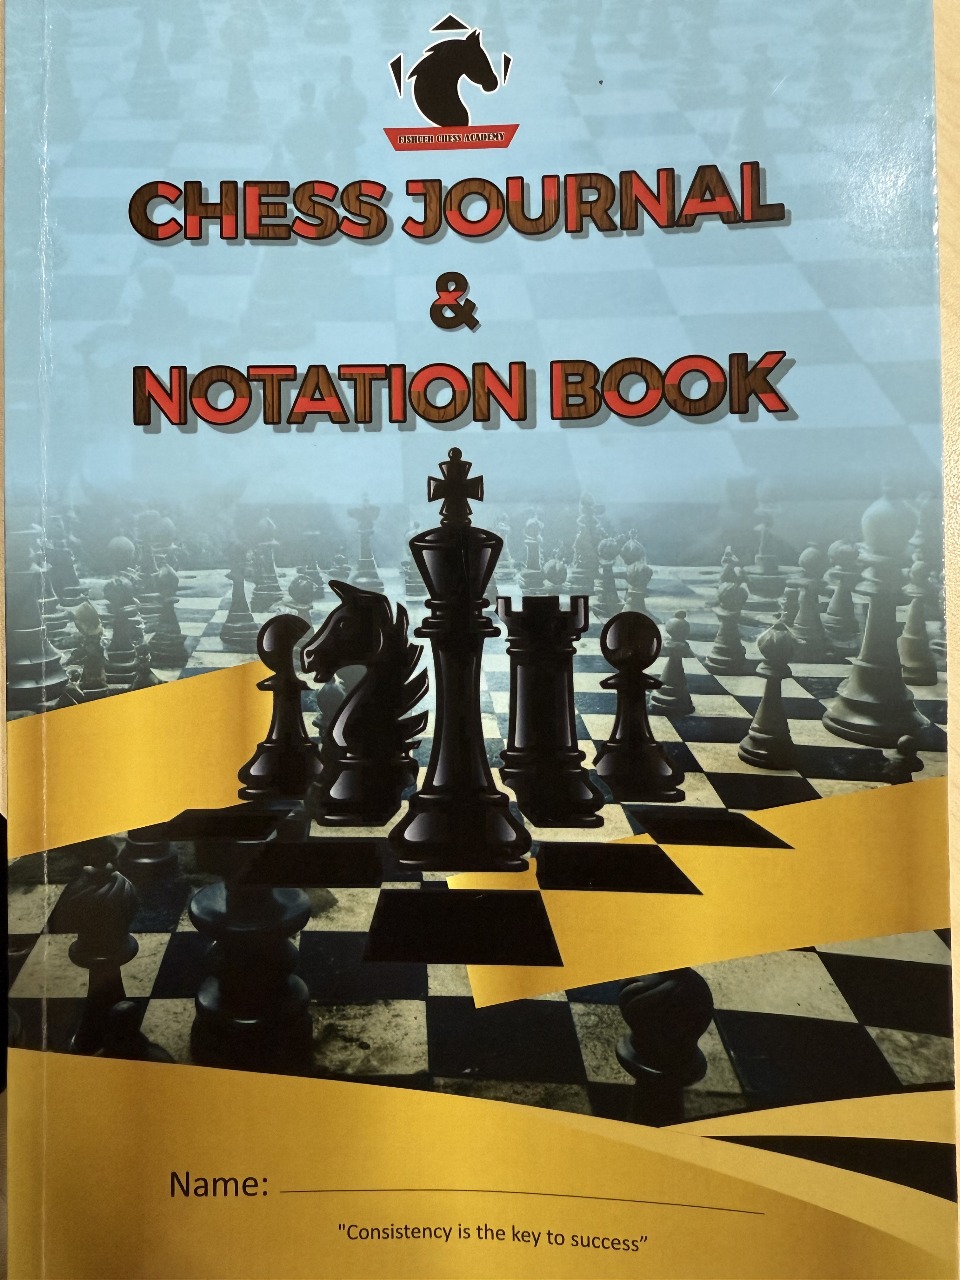 FISHCER CHESS ACADEMY
CHESS JOURNAL
&
NOTATION BOOK
Name:
"Consistency is the key to success”